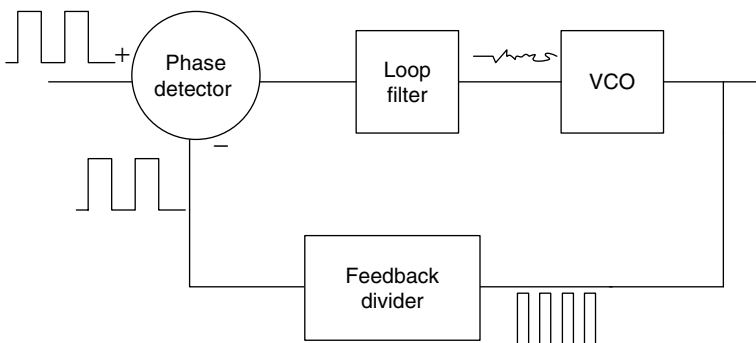 +
Phase
detector
−
Loop
filter
VCO
Feedback
divider